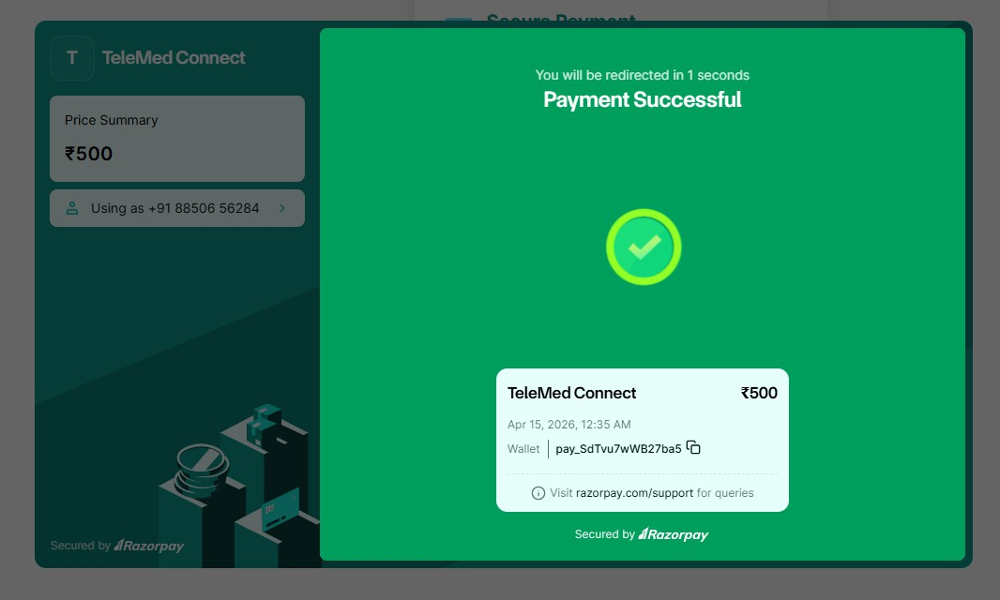 Secure Payment
T
TeleMed Connect
Price Summary
₹500
Using as +91 88506 56284
Secured by Razorpay
You will be redirected in 1 seconds
Payment Successful
TeleMed Connect ₹500
Apr 15, 2026, 12:35 AM
Wallet pay_SdTvu7wWB27ba5
Visit razorpay.com/support for queries
Secured by Razorpay